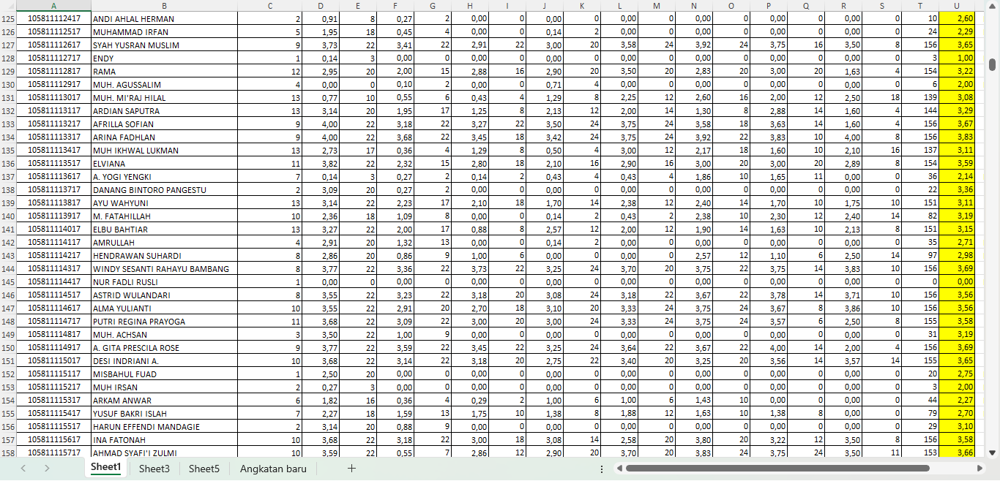 A B C D E F G H I J K L M N O P Q R S T U
125 105811112417 ANDI AHLAL HERMAN 2 0,91 8 0,27 2 0,00 0 0,00 0 0,00 0 0,00 0 0,00 0 0,00 0 10 2,60
126 105811112517 MUHAMMAD IRFAN 5 1,95 18 0,45 4 0,00 0 0,14 2 0,00 0 0,00 0 0,00 0 0,00 0 24 2,29
127 105811112617 SYAH YUSRAN MUSLIM 9 3,73 22 3,41 22 2,91 22 3,00 20 3,58 24 3,92 24 3,75 16 3,50 8 156 3,65
128 105811112717 ENDY 1 0,14 3 0,00 0 0,00 0 0,00 0 0,00 0 0,00 0 0,00 0 0,00 0 3 1,00
129 105811112817 RAMA 12 2,95 20 2,00 15 2,88 16 2,90 20 3,50 20 2,83 20 3,00 20 1,63 4 154 3,22
130 105811112917 MUH. AGUSSALIM 4 0,00 0 0,10 2 0,00 0 0,71 4 0,00 0 0,00 0 0,00 0 0,00 0 6 2,00
131 105811113017 MUH. MI'RAJ HILAL 13 0,77 10 0,55 6 0,43 4 1,29 8 2,25 12 2,60 16 2,00 12 2,50 18 139 3,08
132 105811113117 ARDIAN SAPUTRA 13 3,14 20 1,95 17 1,25 8 2,13 12 2,00 14 1,30 8 2,88 14 1,60 4 144 3,29
133 105811113217 AFRILLA SOFIAN 9 4,00 22 3,18 22 3,27 22 3,50 24 3,75 24 3,58 18 3,63 14 1,60 4 156 3,67
134 105811113317 ARINA FADHLAN 9 4,00 22 3,68 22 3,45 18 3,42 24 3,75 24 3,92 22 3,83 10 4,00 8 156 3,83
135 105811113417 MUH IKHWAL LUKMAN 13 2,73 17 0,36 4 1,29 8 0,50 4 3,00 12 2,17 18 1,60 10 2,10 16 137 3,11
136 105811113517 ELVIANA 11 3,82 22 2,32 15 2,80 18 2,10 16 2,90 16 3,00 20 3,00 20 2,89 8 154 3,59
137 105811113617 A. YOGI YENGKI 7 0,14 3 0,27 2 0,14 2 0,43 4 0,43 4 1,86 10 1,65 11 0,00 0 36 2,14
138 105811113717 DANANG BINTORO PANGESTU 2 3,09 20 0,27 2 0,00 0 0,00 0 0,00 0 0,00 0 0,00 0 0,00 0 22 3,36
139 105811113817 AYU WAHYUNI 13 3,14 22 2,23 17 2,10 18 1,70 14 2,38 12 2,40 14 1,70 10 1,75 10 151 3,11
140 105811113917 M. FATAHILLAH 10 2,36 18 1,09 8 0,00 0 0,14 2 0,43 2 2,38 10 2,30 12 2,40 14 82 3,19
141 105811114017 ELBU BAHTIAR 13 3,27 22 2,00 17 0,88 8 2,57 12 2,00 12 1,90 14 1,63 10 2,13 8 151 3,15
142 105811114117 AMRULLAH 4 2,91 20 1,32 13 0,00 0 0,14 2 0,00 0 0,00 0 0,00 0 0,00 0 35 2,71
143 105811114217 HENDRAWAN SUHARDI 8 2,86 20 0,86 9 1,00 6 0,00 0 0,00 0 2,57 12 1,10 6 2,50 14 97 2,98
144 105811114317 WINDY SESANTI RAHAYU BAMBANG 8 3,77 22 3,36 22 3,73 22 3,25 24 3,70 20 3,75 22 3,75 14 3,83 10 156 3,69
145 105811114417 NUR FADLI RUSLI 1 0,00 0 0,00 0 0,00 0 0,00 0 0,00 0 0,00 0 0,00 0 0,00 0 0 0,00
146 105811114517 ASTRID WULANDARI 8 3,55 22 3,23 22 3,18 20 3,08 24 3,18 22 3,67 22 3,78 14 3,71 10 156 3,56
147 105811114617 ALMA YULIANTI 10 3,55 22 2,91 20 2,70 18 3,10 20 3,33 24 3,75 24 3,67 8 3,86 10 156 3,56
148 105811114717 PUTRI REGINA PRAYOGA 11 3,68 22 3,09 22 3,00 20 3,00 24 3,33 24 3,75 24 3,57 6 2,50 8 155 3,58
149 105811114817 MUH. ACHSAN 3 3,50 22 1,00 9 0,00 0 0,00 0 0,00 0 0,00 0 0,00 0 0,00 0 31 3,19
150 105811114917 A. GITA PRESCILA ROSE 9 3,77 22 3,59 22 3,45 22 3,25 24 3,64 22 3,67 22 4,00 14 2,00 4 156 3,69
151 105811115017 DESI INDRIANI A. 10 3,68 22 3,14 22 3,18 20 2,75 22 3,40 20 3,25 20 3,56 14 3,57 14 155 3,65
152 105811115117 MISBAHUL FUAD 1 2,50 20 0,00 0 0,00 0 0,00 0 0,00 0 0,00 0 0,00 0 0,00 0 20 2,75
153 105811115217 MUH IRSAN 2 0,27 3 0,00 0 0,00 0 0,00 0 0,00 0 0,00 0 0,00 0 0,00 0 3 2,00
154 105811115317 ARKAM ANWAR 6 1,82 16 0,36 4 0,29 2 1,00 6 1,00 6 1,43 10 0,00 0 0,00 0 44 2,27
155 105811115417 YUSUF BAKRI ISLAH 7 2,27 18 1,59 13 1,75 10 1,38 8 1,88 12 1,63 10 1,38 8 0,00 0 79 2,70
156 105811115517 HARUN EFFENDI MANDAGIE 2 3,14 20 0,88 9 0,00 0 0,00 0 0,00 0 0,00 0 0,00 0 0,00 0 29 3,10
157 105811115617 INA FATONAH 10 3,68 22 3,18 22 3,00 18 3,08 14 2,58 20 3,80 20 3,22 12 3,50 8 156 3,58
158 105811115717 AHMAD SYAFI'I ZULMI 10 3,59 22 0,55 7 2,86 12 2,90 20 3,70 20 3,83 24 3,75 24 3,50 11 153 3,66
Sheet1 Sheet3 Sheet5 Angkatan baru